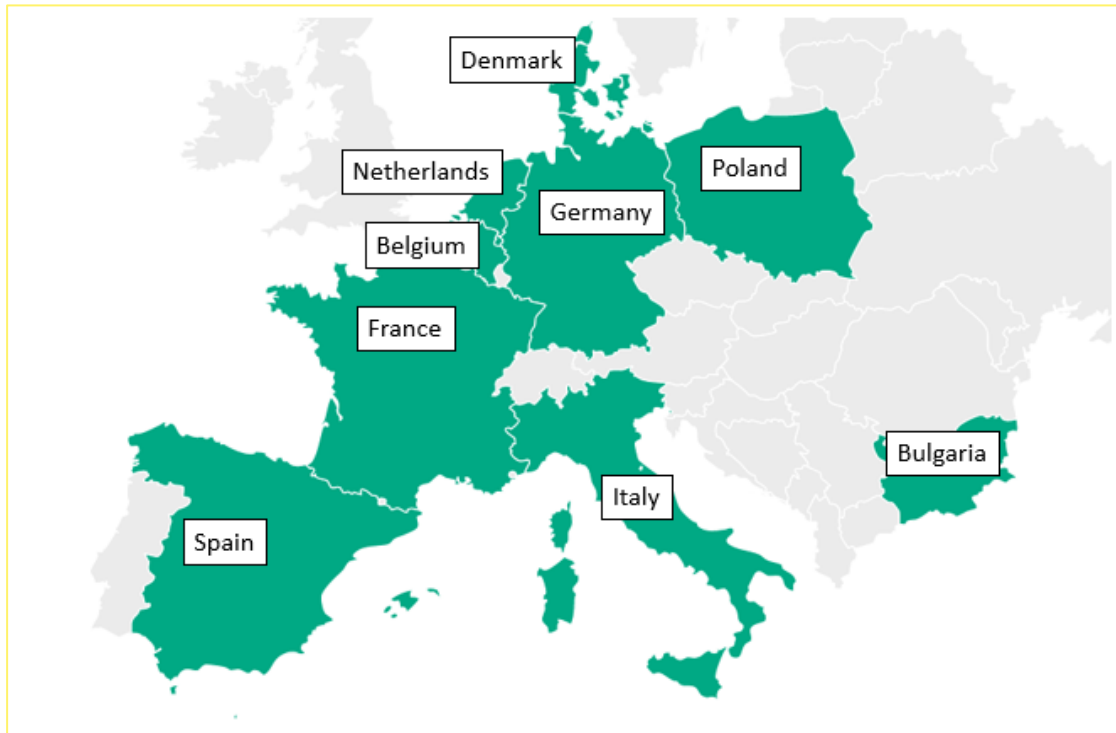 Denmark
Netherlands
Poland
Germany
Belgium
France
Bulgaria
Italy
Spain